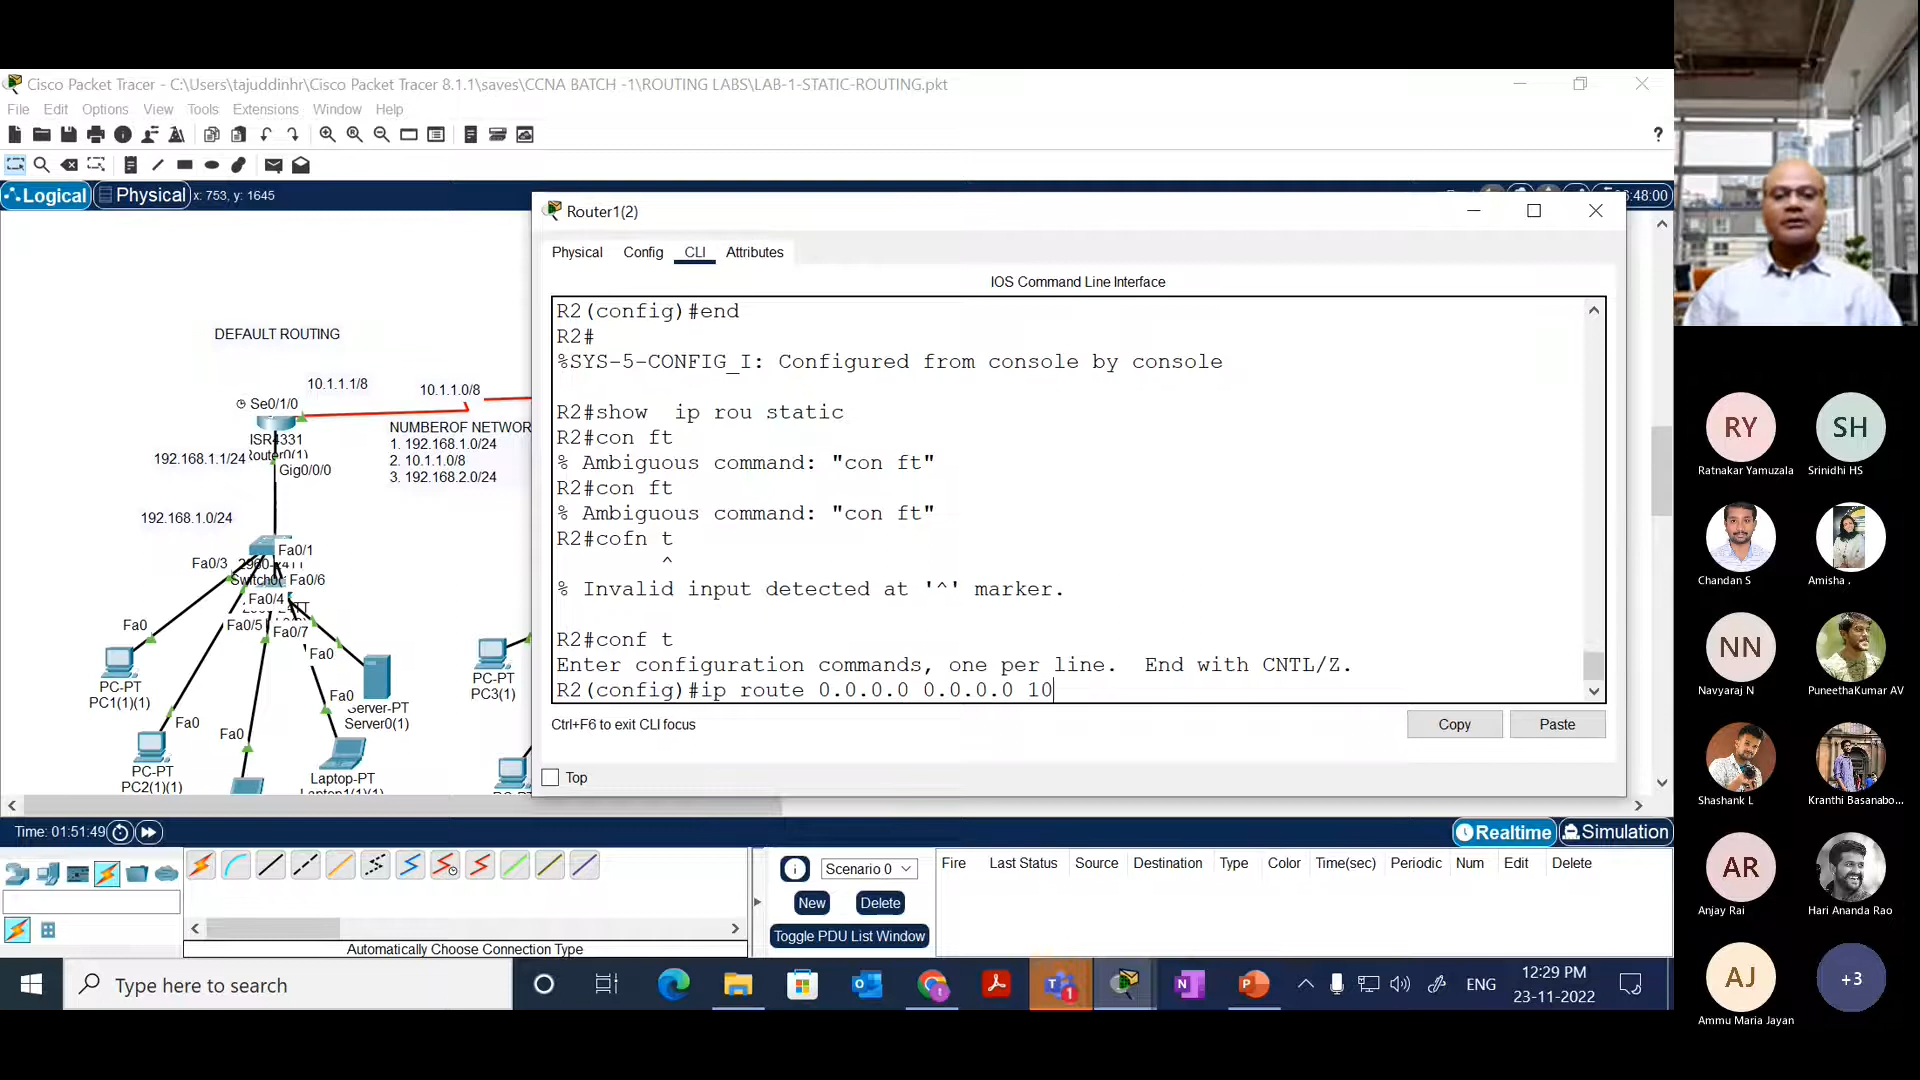 Cisco Packet Tracer - C:\Users\tajuddinhr\Cisco Packet Tracer 8.1.1\saves\CCNA BATCH -1\ROUTING LABS\LAB-1-STATIC-ROUTING.pkt
File Edit Options View Tools Extensions Window Help
Logical Physical x: 753, y: 1645
:48:00
DEFAULT ROUTING
10.1.1.1/8
10.1.1.0/8
Se0/1/0
ISR4331
Router0(1)
192.168.1.1/24
Gig0/0/0
NUMBEROF NETWOR
1. 192.168.1.0/24
2. 10.1.1.0/8
3. 192.168.2.0/24
192.168.1.0/24
Fa0/1
Fa0/3
Fa0/6
Fa0/4
Fa0/5
Fa0/7
Fa0
Fa0
PC-PT
PC1(1)(1)
Fa0
Server-PT
Server0(1)
Fa0
Fa0
PC-PT
PC2(1)(1)
Laptop-PT
Laptop1(1)(1)
PC-PT
PC3(1)
Router1(2)
Physical Config CLI Attributes
IOS Command Line Interface
R2(config)#end
R2#
%SYS-5-CONFIG_I: Configured from console by console
R2#show  ip rou static
R2#con ft
% Ambiguous command: "con ft"
R2#con ft
% Ambiguous command: "con ft"
R2#cofn t
^
% Invalid input detected at '^' marker.
R2#conf t
Enter configuration commands, one per line.  End with CNTL/Z.
R2(config)#ip route 0.0.0.0 0.0.0.0 10
Ctrl+F6 to exit CLI focus
Copy Paste
Top
Time: 01:51:49
Realtime Simulation
Scenario 0
New Delete
Toggle PDU List Window
Fire Last Status Source Destination Type Color Time(sec) Periodic Num Edit Delete
Automatically Choose Connection Type
Type here to search
1
ENG
12:29 PM
23-11-2022
RY SH
Ratnakar Yamuzala Srinidhi HS
Chandan S Amisha .
NN
Navyaraj N PuneethaKumar AV
Shashank L Kranthi Basanabo...
AR
Anjay Rai Hari Ananda Rao
AJ +3
Ammu Maria Jayan